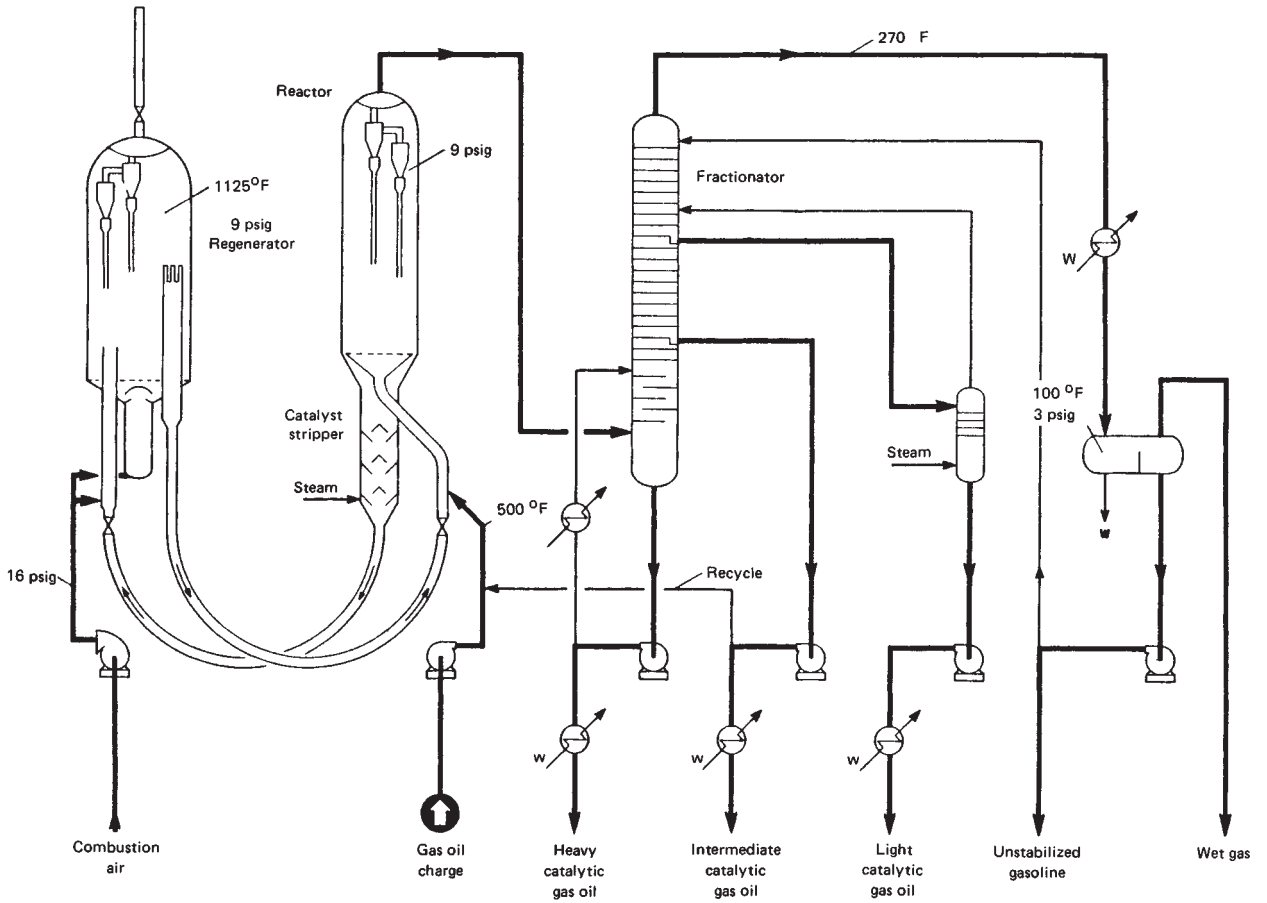 270 F
Reactor
9 psig
1125°F
9 psig
Regenerator
Fractionator
W
100 °F
3 psig
Catalyst
stripper
Steam
Steam
500 °F
w
16 psig
Recycle
w
w
w
Combustion
air
Gas oil
charge
Heavy
catalytic
gas oil
Intermediate
catalytic
gas oil
Light
catalytic
gas oil
Unstabilized
gasoline
Wet gas